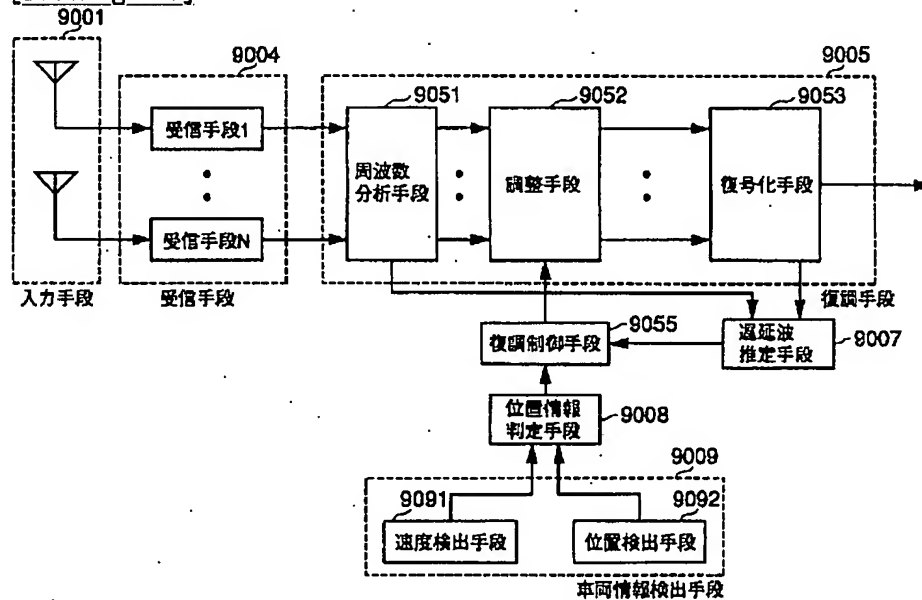 9001
9004
9005
9051
9052
9053
受信手段1
周波数
分析手段
調整手段
復号化手段
受信手段N
入力手段
受信手段
復調手段
9055
復調制御手段
遅延波
推定手段
9007
位置情報
判定手段
9008
9009
9091
9092
速度検出手段
位置検出手段
車両情報検出手段